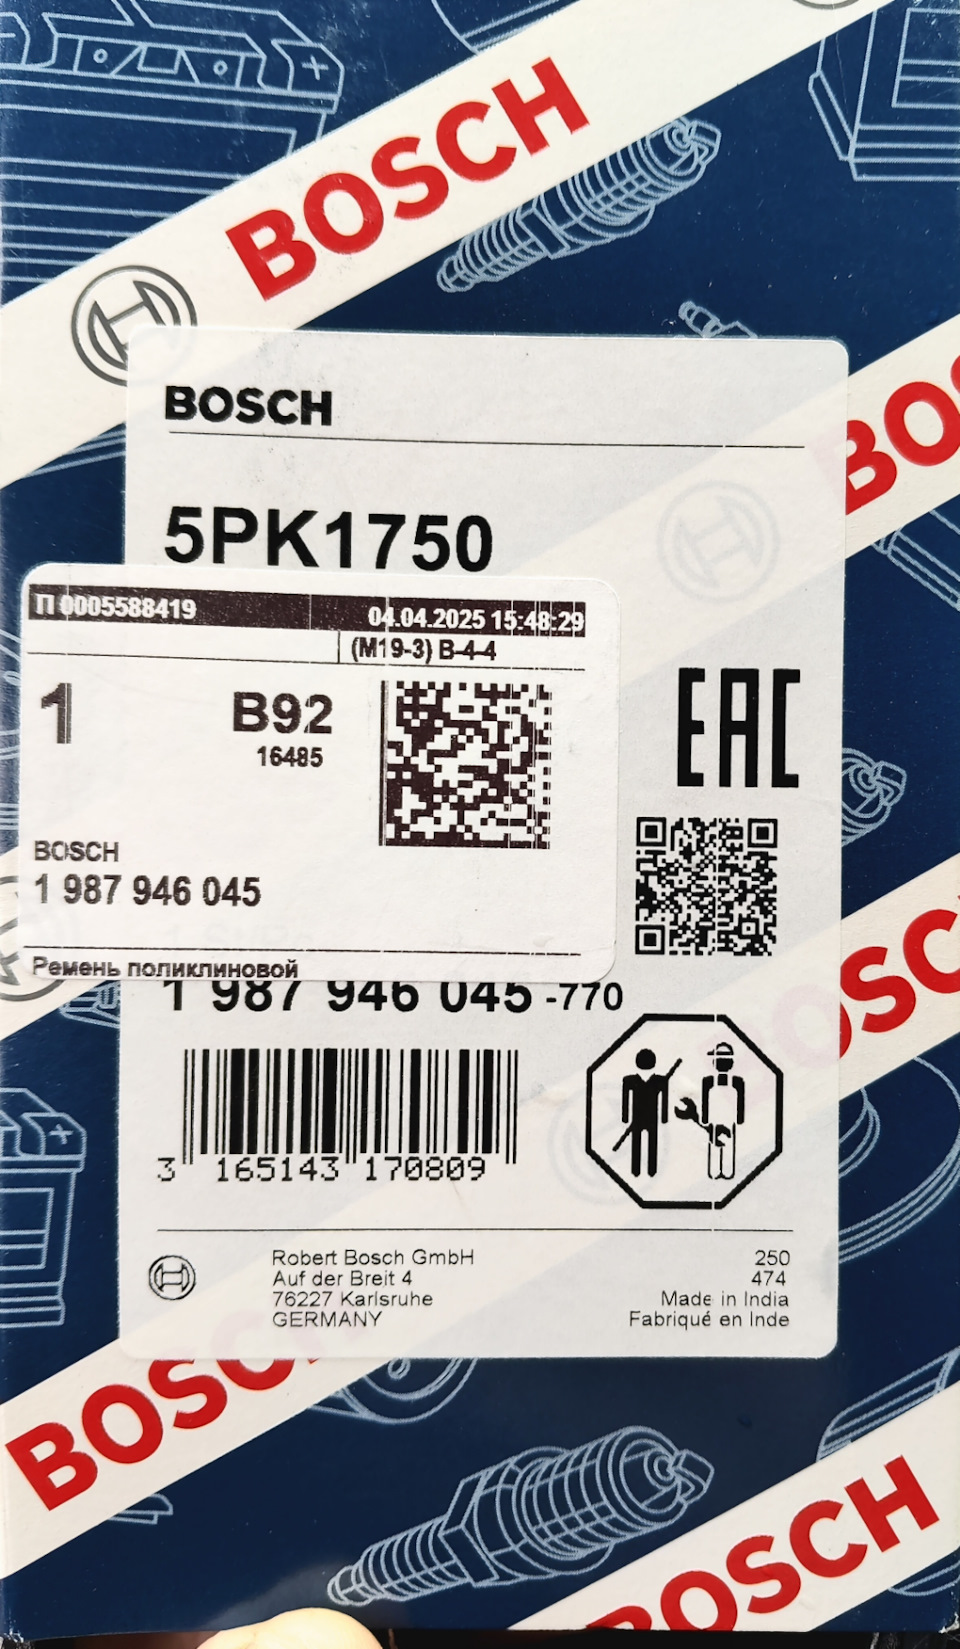 BOSCH
BOSCH
BOSCH
5PK1750
П 0005588419
04.04.2025 15:48:29
(M19-3) B-4-4
1
B92
16485
EAC
BOSCH
1 987 946 045
Ремень поликлиновой
BOSCH
1 987 946 045 -770
3 165143 170809
Robert Bosch GmbH
Auf der Breit 4
76227 Karlsruhe
GERMANY
250
474
Made in India
Fabriqué en Inde
BOSCH
BOSCH